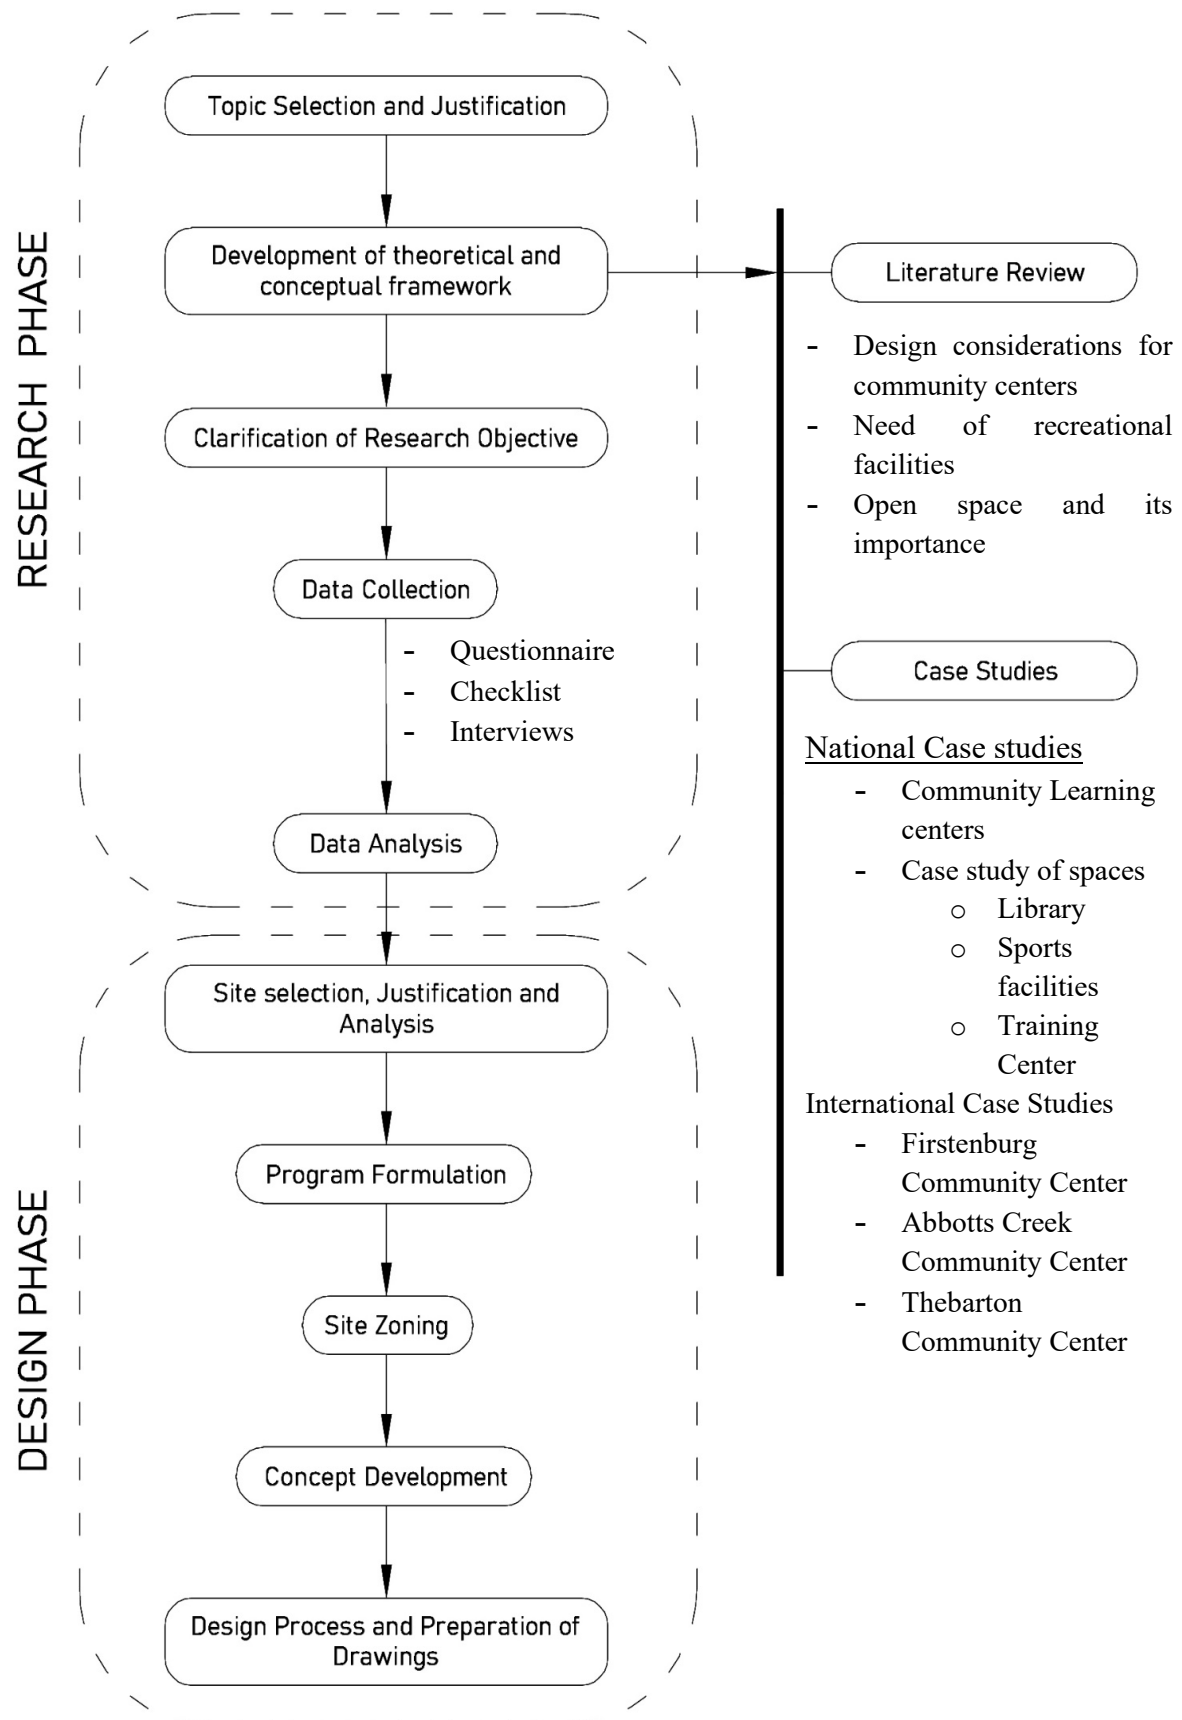 RESEARCH PHASE
Topic Selection and Justification
Development of theoretical and
conceptual framework
Clarification of Research Objective
Data Collection
- Questionnaire
- Checklist
- Interviews
Data Analysis
Literature Review
- Design considerations for
community centers
- Need of recreational
facilities
- Open space and its
importance
Case Studies
National Case studies
- Community Learning
centers
- Case study of spaces
o Library
o Sports
facilities
o Training
Center
International Case Studies
- Firstenburg
Community Center
- Abbotts Creek
Community Center
- Thebarton
Community Center
DESIGN PHASE
Site selection, Justification and
Analysis
Program Formulation
Site Zoning
Concept Development
Design Process and Preparation of
Drawings